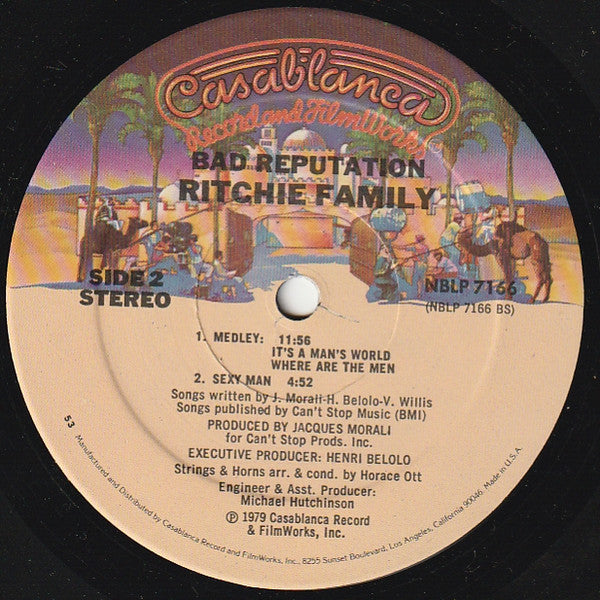 Casablanca
Record and FilmWorks
BAD REPUTATION
RITCHIE FAMILY
SIDE 2
STEREO
NBLP 7166
(NBLP 7166 BS)
1. MEDLEY: 11:56
IT'S A MAN'S WORLD
WHERE ARE THE MEN
2. SEXY MAN 4:52
Songs written by J. Morali-H. Belolo-V. Willis
Songs published by Can't Stop Music (BMI)
PRODUCED BY JACQUES MORALI
for Can't Stop Prods. Inc.
EXECUTIVE PRODUCER: HENRI BELOLO
Strings & Horns arr. & cond. by Horace Ott
Engineer & Asst. Producer:
Michael Hutchinson
℗ 1979 Casablanca Record
& FilmWorks, Inc.
53
Manufactured and Distributed by Casablanca Record and FilmWorks, Inc., 8255 Sunset Boulevard, Los Angeles, California 90046. Made in U.S.A.